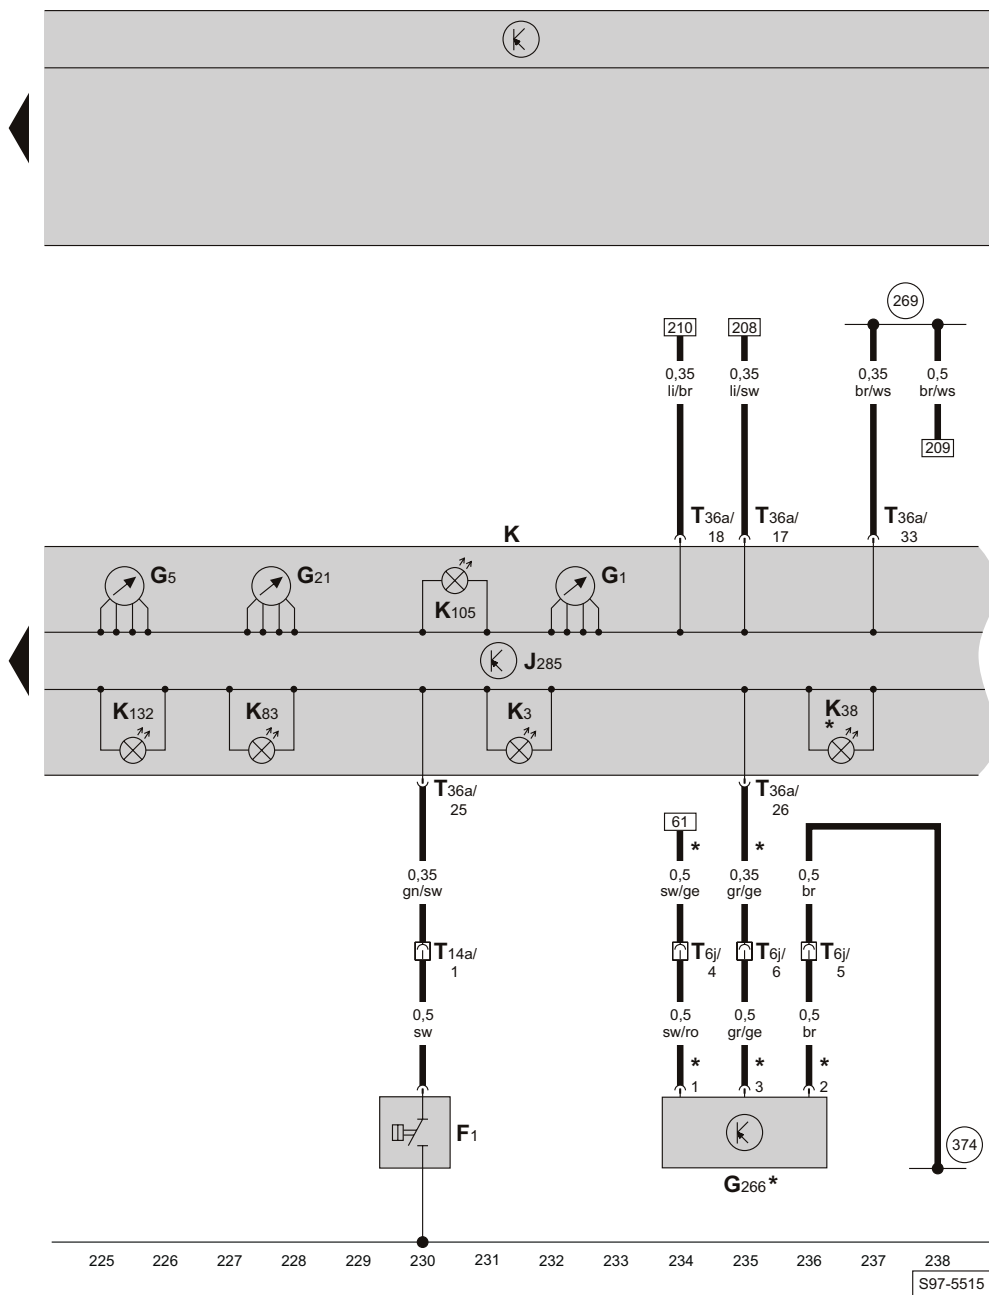 269
210 208
0,35 0,35 0,35 0,5
li/br li/sw br/ws br/ws
209
T36a/ T36a/ T36a/
18 17 33
K
G5 G21 K105 G1
J285
K132 K83 K3 K38
*
T36a/ T36a/
25 26
61
* *
0,35 0,5 0,35 0,5
gn/sw sw/ge gr/ge br
T14a/ T6j/ T6j/ T6j/
1 4 6 5
0,5 0,5 0,5 0,5
sw sw/ro gr/ge br
* * *
1 3 2
F1
374
G266*
225 226 227 228 229 230 231 232 233 234 235 236 237 238
S97-5515